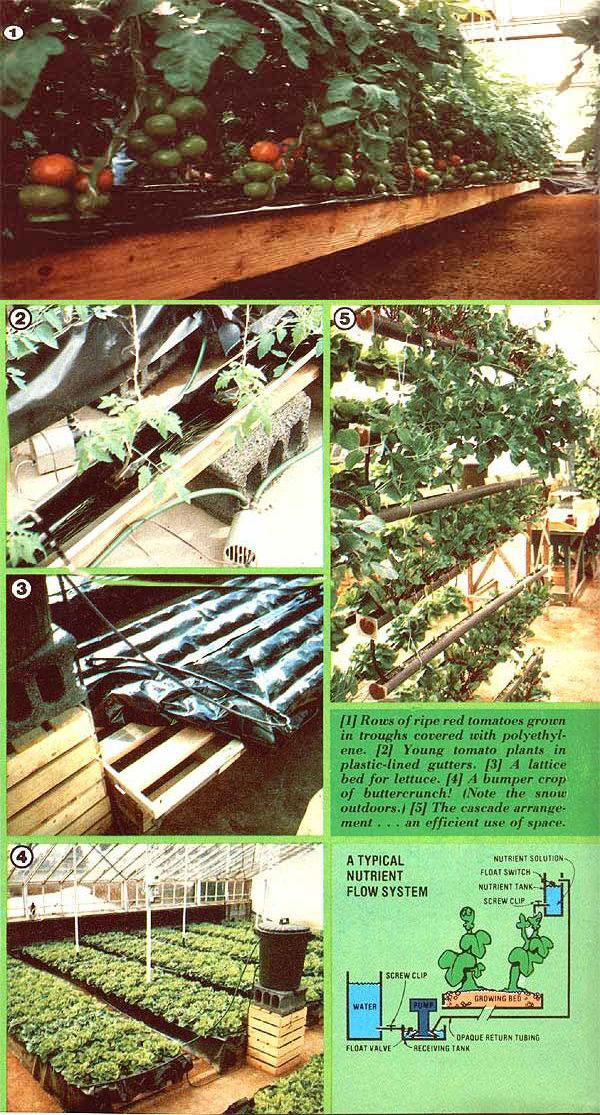 1
2
5
3
[1] Rows of ripe red tomatoes grown
in troughs covered with polyethyl-
ene. [2] Young tomato plants in
plastic-lined gutters. [3] A lattice
bed for lettuce. [4] A bumper crop
of buttercrunch! (Note the snow
outdoors.) [5] The cascade arrange-
ment . . . an efficient use of space.
4
A TYPICAL
NUTRIENT
FLOW SYSTEM
NUTRIENT SOLUTION
FLOAT SWITCH
NUTRIENT TANK
SCREW CLIP
SCREW CLIP
WATER
PUMP
GROWING BED
OPAQUE RETURN TUBING
FLOAT VALVE
RECEIVING TANK